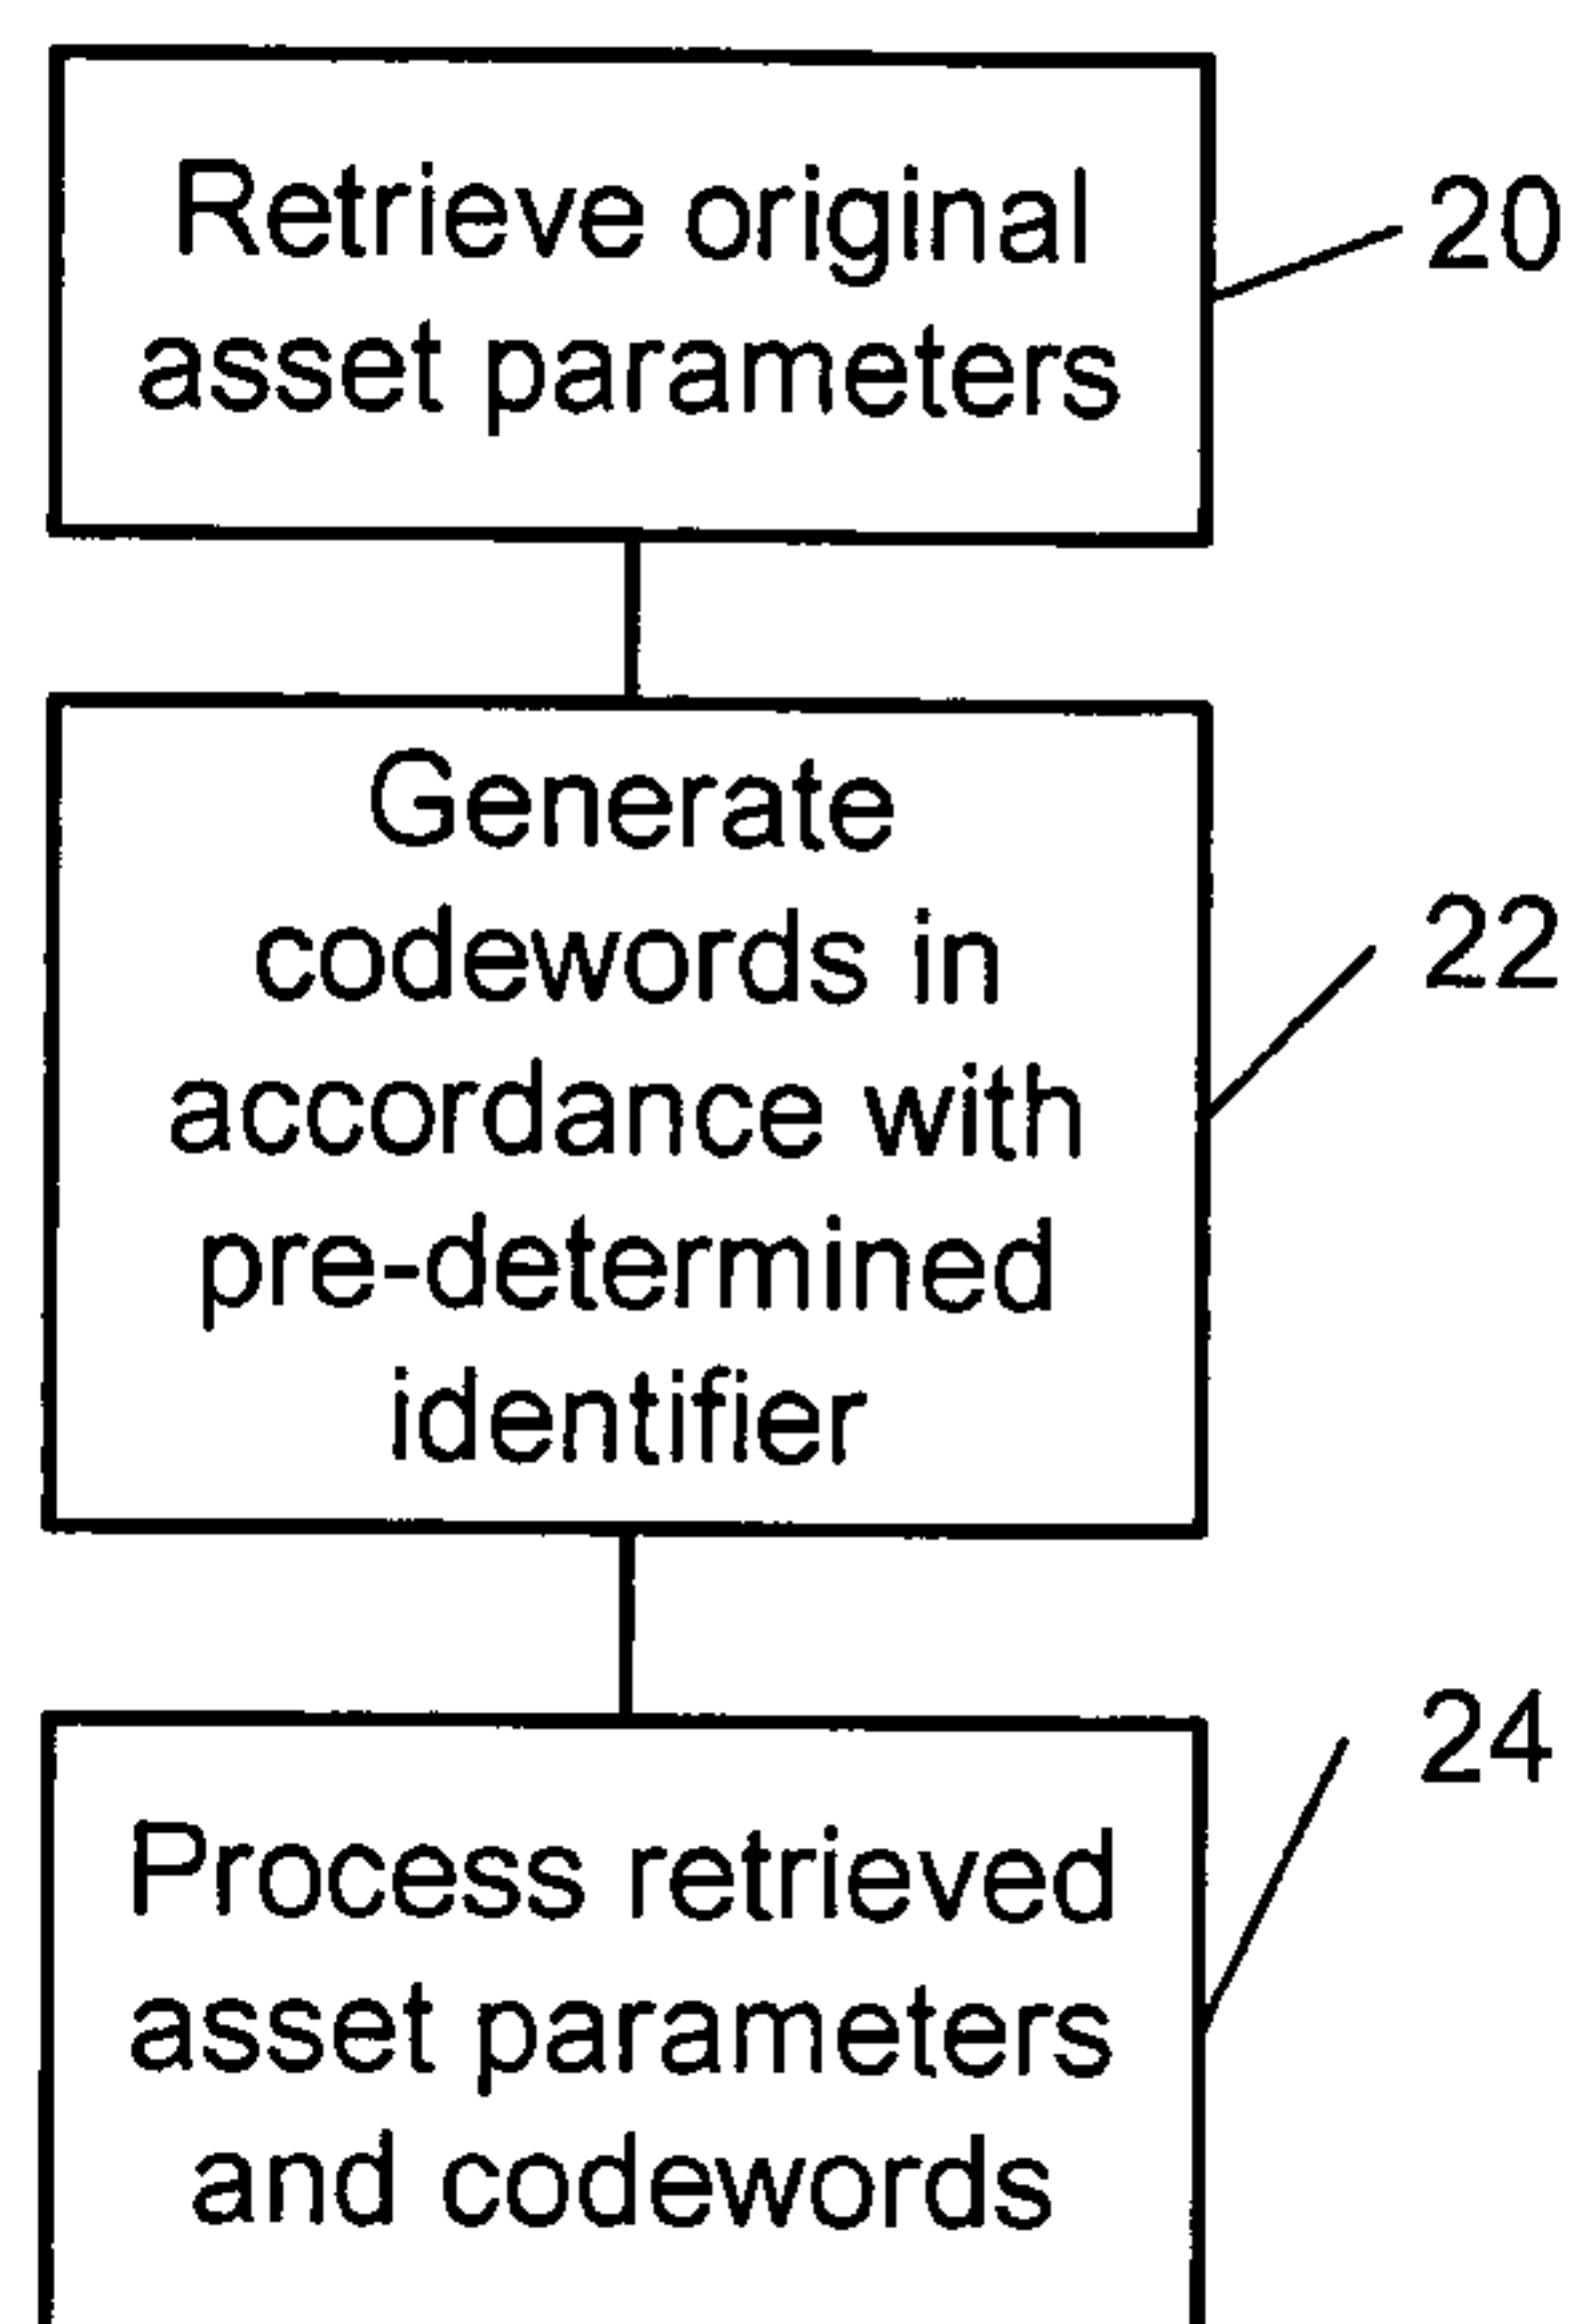 Retrieve original
asset parameters
20
Generate
codewords in
accordance with
pre-determined
identifier
22
Process retrieved
asset parameters
and codewords
24